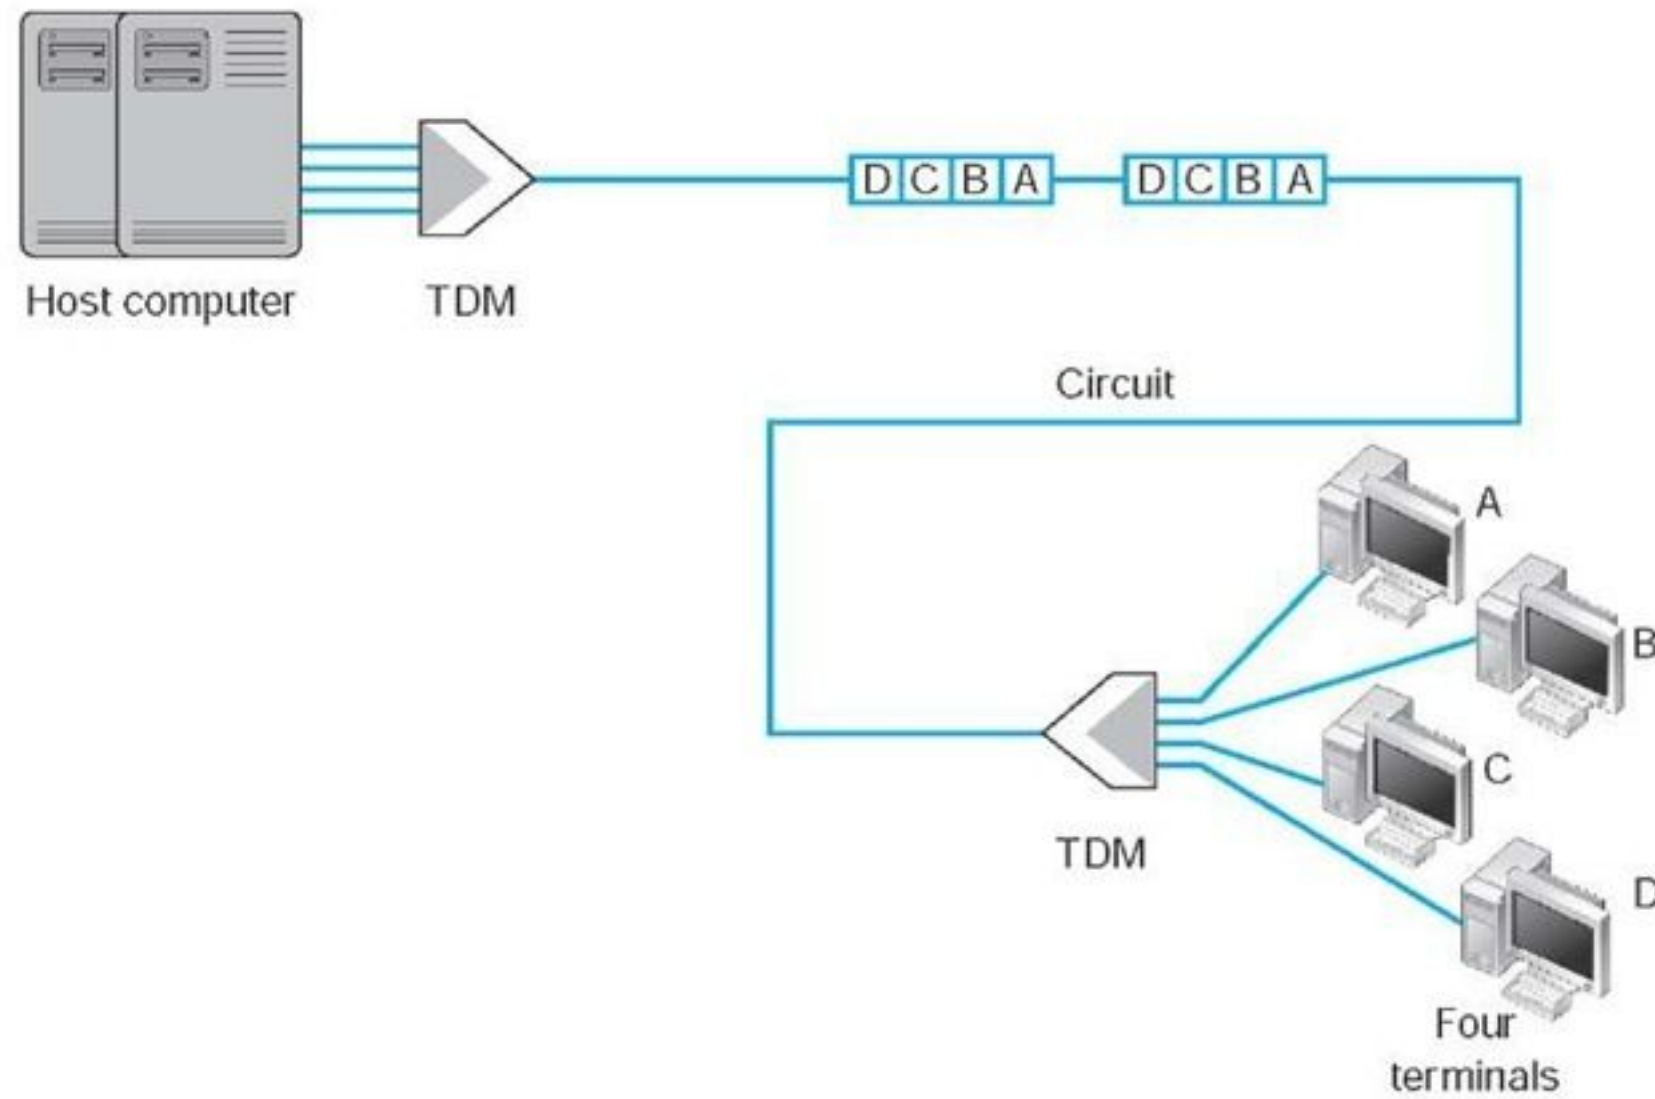 D C B A D C B A
Host computer TDM
Circuit
A
B
C
TDM
D
Four
terminals